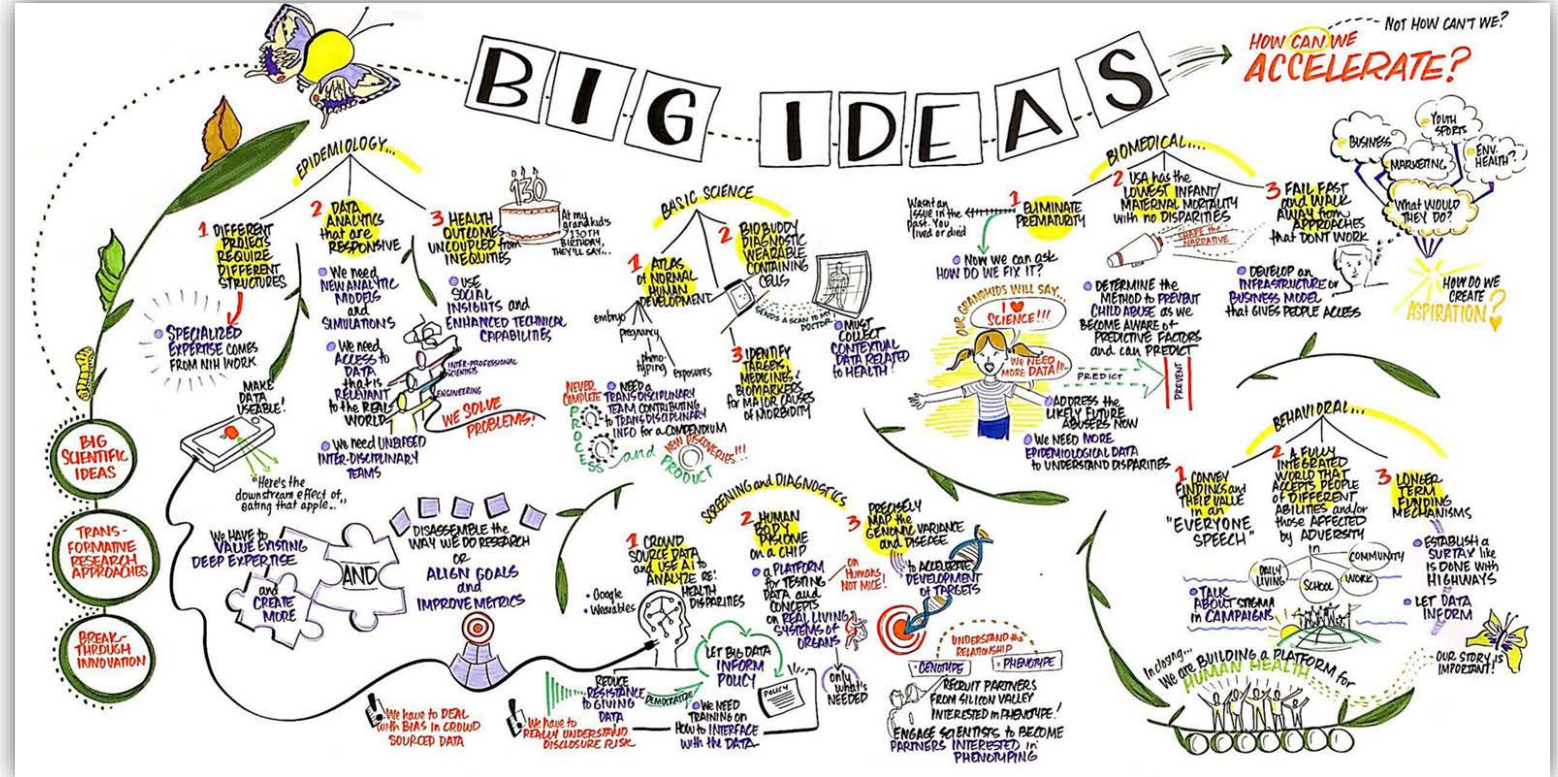 BIG IDEAS
NOT HOW CAN'T WE?
HOW CAN WE
ACCELERATE?
BIG
SCIENTIFIC
IDEAS
TRANS-
FORMATIVE
RESEARCH
APPROACHES
BREAK-
THROUGH
INNOVATION
EPIDEMIOLOGY...
1 DIFFERENT
PROJECTS
REQUIRE
DIFFERENT
STRUCTURES
SPECIALIZED
EXPERTISE COMES
FROM NIH WORK
2 DATA
ANALYTICS
that are
RESPONSIVE
We need
NEW ANALYTIC
MODELS
and
SIMULATIONS
We need
ACCESS to
DATA
that is
RELEVANT
to the REAL
WORLD
We need UNBIASED
INTER-DISCIPLINARY
TEAMS
3 HEALTH
OUTCOMES
UNCOUPLED from
INEQUITIES
130
At my
grandkids'
130TH
BIRTHDAY,
THEY'LL SAY...
USE
SOCIAL
INSIGHTS and
ENHANCED TECHNICAL
CAPABILITIES
INTER-PROFESSIONAL
SCIENTISTS
ENGINEERING
WE SOLVE
PROBLEMS!
MAKE
DATA
USEABLE!
"Here's the
downstream effect of
eating that apple..."
WE HAVE to
VALUE EXISTING
DEEP EXPERTISE
AND
and
CREATE
MORE
DISASSEMBLE the
WAY WE DO RESEARCH
OR
ALIGN GOALS
and
IMPROVE METRICS
BASIC SCIENCE
1 ATLAS
of NORMAL
HUMAN
DEVELOPMENT
embryo
pregnancy
pheno-
typing
exposures
NEVER
COMPLETE
PROCESS
NEED a
TRANSDISCIPLINARY
TEAM CONTRIBUTING
to TRANSDISCIPLINARY
INFO for a COMPENDIUM
and
NEW DISCOVERIES!!!
PRODUCT
2 BIOBUDDY
DIAGNOSTIC
WEARABLE
CONTAINING
CELLS
SENDS A SCAN TO MY
DOCTOR
MUST
COLLECT
CONTEXTUAL
DATA RELATED
to HEALTH!
3 IDENTIFY
TARGETS,
MEDICINES,
BIOMARKERS
for MAJOR CAUSES
OF MORBIDITY
BIOMEDICAL....
Wasn't an
issue in the
past. You
lived or died
1 ELIMINATE
PREMATURITY
Now we can ask
HOW DO WE FIX IT?
OUR GRANDKIDS WILL SAY...
I
SCIENCE!!!
WE NEED
MORE DATA!!!
2 USA has the
LOWEST INFANT/
MATERNAL MORTALITY
with no DISPARITIES
SHAPE the
NARRATIVE
DETERMINE the
METHOD to PREVENT
CHILD ABUSE as we
BECOME AWARE of
PREDICTIVE FACTORS
and can PREDICT
PREDICT
PREVENT
ADDRESS the
LIKELY FUTURE
ABUSERS NOW
WE NEED MORE
EPIDEMIOLOGICAL DATA
to UNDERSTAND DISPARITIES
3 FAIL FAST
and WALK
AWAY from
APPROACHES
that DONT WORK
DEVELOP an
INFRASTRUCTURE or
BUSINESS MODEL
that GIVES PEOPLE ACCESS
BUSINESS
YOUTH
SPORTS
MARKETING
ENV.
HEALTH?
What WOULD
THEY DO?
HOW DO WE
CREATE
ASPIRATION?
SCREENING and DIAGNOSTICS
1 CROWD
SOURCE DATA
and USE AI to
ANALYZE RE:
HEALTH
DISPARITIES
Google
Wearables
2 HUMAN
BODY
on a CHIP
a PLATFORM
for TESTING
DATA and
CONCEPTS
on REAL LIVING
SYSTEMS OF
ORGANS
on
Humans
NOT MICE!
only
what's
NEEDED
3 PRECISELY
MAP the
GENOMIC VARIANCE
and DISEASE
to ACCELERATE
DEVELOPMENT
of TARGETS
UNDERSTAND the
RELATIONSHIP
GENOTYPE
PHENOTYPE
RECRUIT PARTNERS
FROM SILICON VALLEY
INTERESTED in PHENOTYPE!
ENGAGE SCIENTISTS to BECOME
PARTNERS INTERESTED in
PHENOTYPING
LET BIG DATA
INFORM
POLICY
POLICY
REDUCE
RESISTANCE
to GIVING
DATA
DEMOCRATIZE
WE NEED
TRAINING on
HOW to INTERFACE
with the DATA
We have to DEAL
with BIAS in CROWD
SOURCED DATA
We have to
REALLY UNDERSTAND
DISCLOSURE RISK
BEHAVIORAL...
1 CONVEY
FINDINGS and
THEIR VALUE
in an
"EVERYONE
SPEECH"
TALK
ABOUT STIGMA
in CAMPAIGNS
2 A FULLY
INTEGRATED
WORLD THAT
ACCEPTS PEOPLE
OF DIFFERENT
ABILITIES and/or
those AFFECTED
by ADVERSITY
in
DAILY
LIVING
SCHOOL
WORK
COMMUNITY
3 LONGER
TERM
FUNDING
MECHANISMS
ESTABLISH a
SURTAX like
IS DONE with
HIGHWAYS
LET DATA
INFORM
OUR STORY IS
IMPORTANT!
In closing...
We are BUILDING A PLATFORM for
HUMAN HEALTH